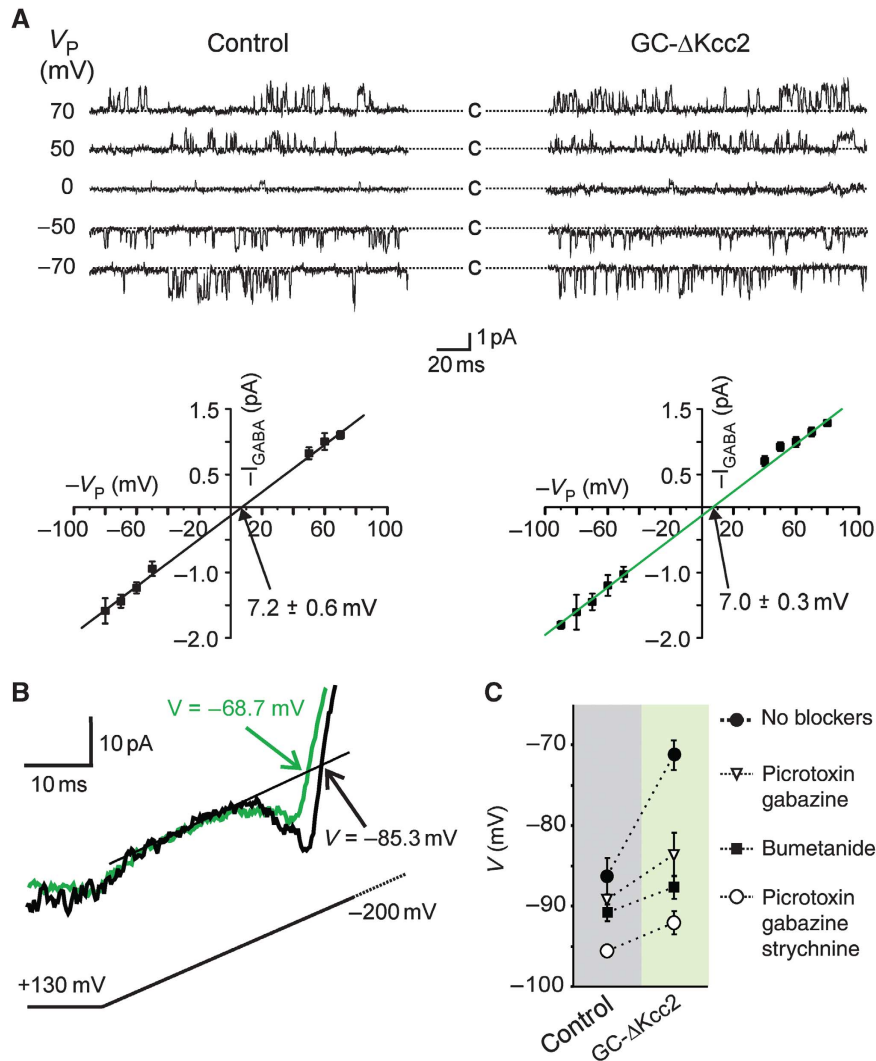 A
V_P
(mV)
Control
GC-ΔKcc2
70
C
50
C
0
C
–50
C
–70
C
1 pA
20 ms
1.5
0.5
–1.0
–2.0
–I_GABA (pA)
–V_P (mV)
–100
–60
–20
20
60
100
7.2 ± 0.6 mV
1.5
0.5
–1.0
–2.0
–I_GABA (pA)
–V_P (mV)
–100
–60
–20
20
60
100
7.0 ± 0.3 mV
B
V = –68.7 mV
10 pA
10 ms
V = –85.3 mV
–200 mV
+130 mV
C
V (mV)
–70
–80
–90
–100
Control
GC-ΔKcc2
No blockers
Picrotoxin
gabazine
Bumetanide
Picrotoxin
gabazine
strychnine